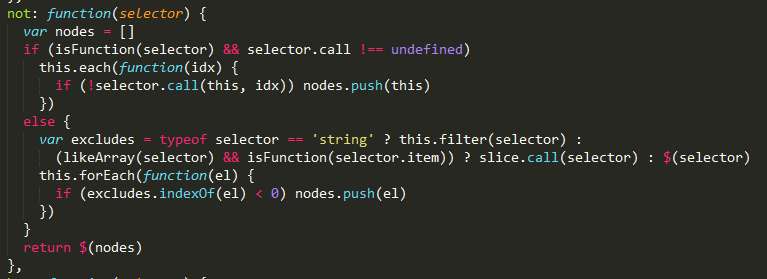 not: function(selector) {
var nodes = []
if (isFunction(selector) && selector.call !== undefined)
this.each(function(idx) {
if (!selector.call(this, idx)) nodes.push(this)
})
else {
var excludes = typeof selector == 'string' ? this.filter(selector) :
(likeArray(selector) && isFunction(selector.item)) ? slice.call(selector) : $(selector)
this.forEach(function(el) {
if (excludes.indexOf(el) < 0) nodes.push(el)
})
}
return $(nodes)
},